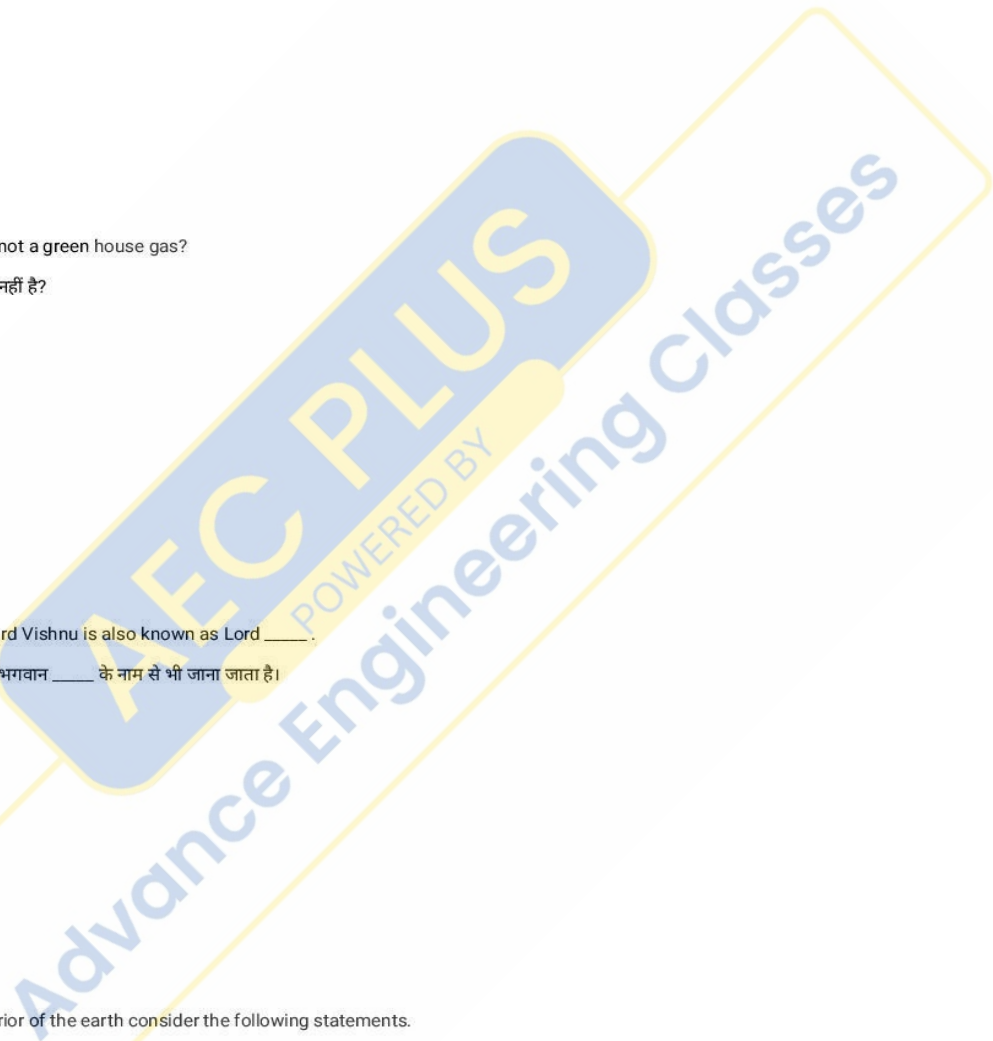 not a green house gas?
नहीं है?
AEC PLUS
POWERED BY
Advance Engineering Classes
rd Vishnu is also known as Lord _____ .
भगवान _____ के नाम से भी जाना जाता है।
rior of the earth consider the following statements.